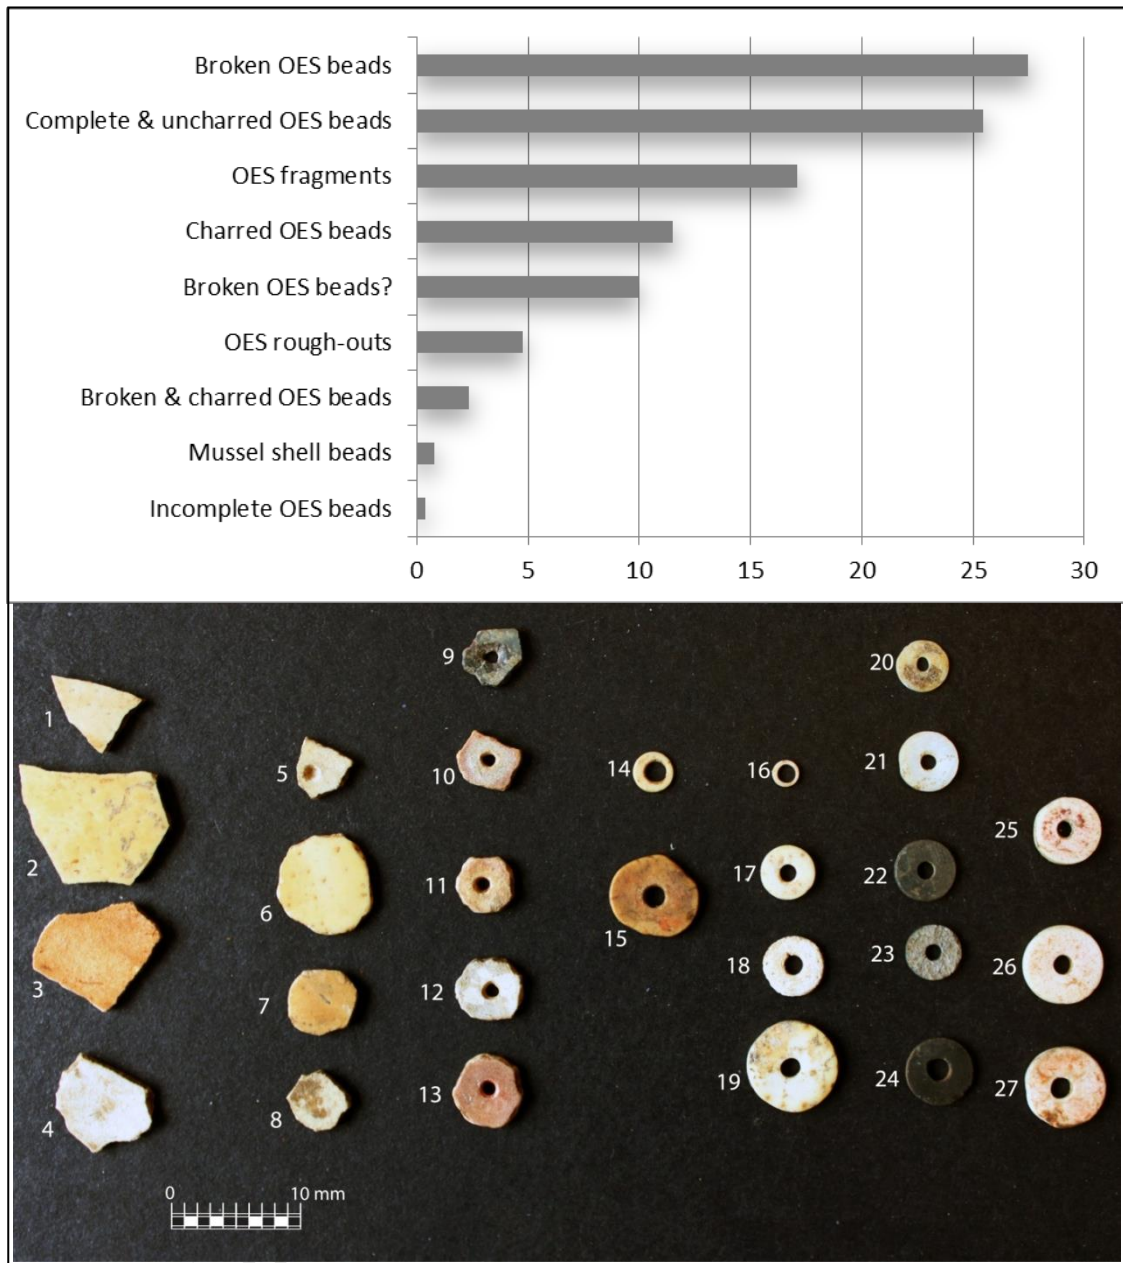 Broken OES beads
Complete & uncharred OES beads
OES fragments
Charred OES beads
Broken OES beads?
OES rough-outs
Broken & charred OES beads
Mussel shell beads
Incomplete OES beads
0 5 10 15 20 25 30
1
2
3
4
5
6
7
8
9
10
11
12
13
14
15
16
17
18
19
20
21
22
23
24
25
26
27
0 10 mm